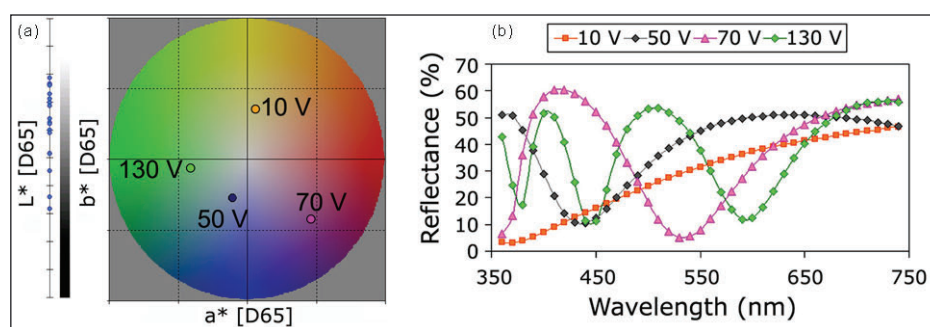 (a)
L* [D65]
b* [D65]
10 V
130 V
50 V
70 V
a* [D65]
(b)
10 V 50 V 70 V 130 V
Reflectance (%)
70
60
50
40
30
20
10
0
360 450 550 650 750
Wavelength (nm)